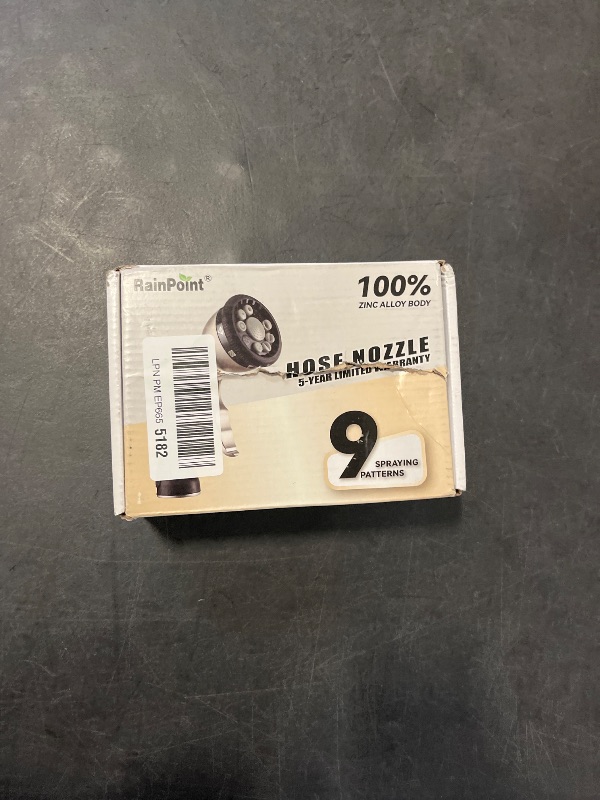 RainPoint®
100%
ZINC ALLOY BODY
HOSE NOZZLE
5-YEAR LIMITED WARRANTY
LPN PM EP665 5182
9
SPRAYING
PATTERNS